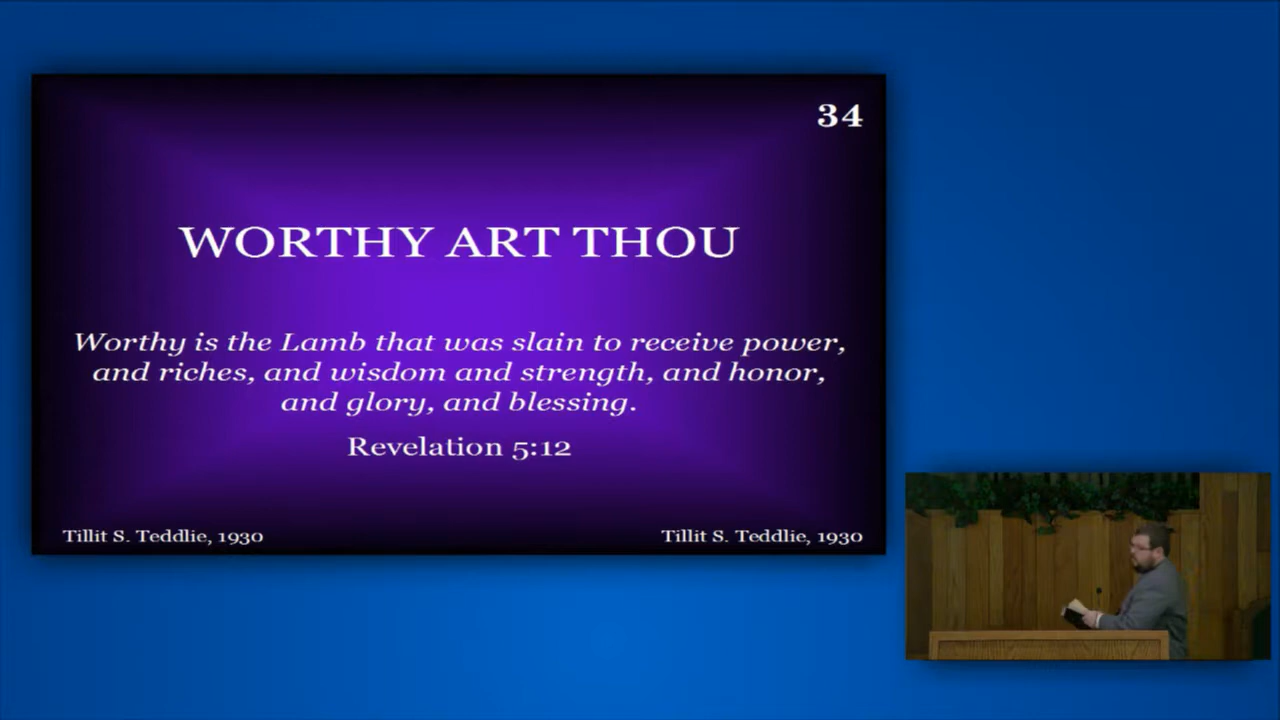 34
WORTHY ART THOU
Worthy is the Lamb that was slain to receive power,
and riches, and wisdom and strength, and honor,
and glory, and blessing.
Revelation 5:12
Tillit S. Teddlie, 1930
Tillit S. Teddlie, 1930